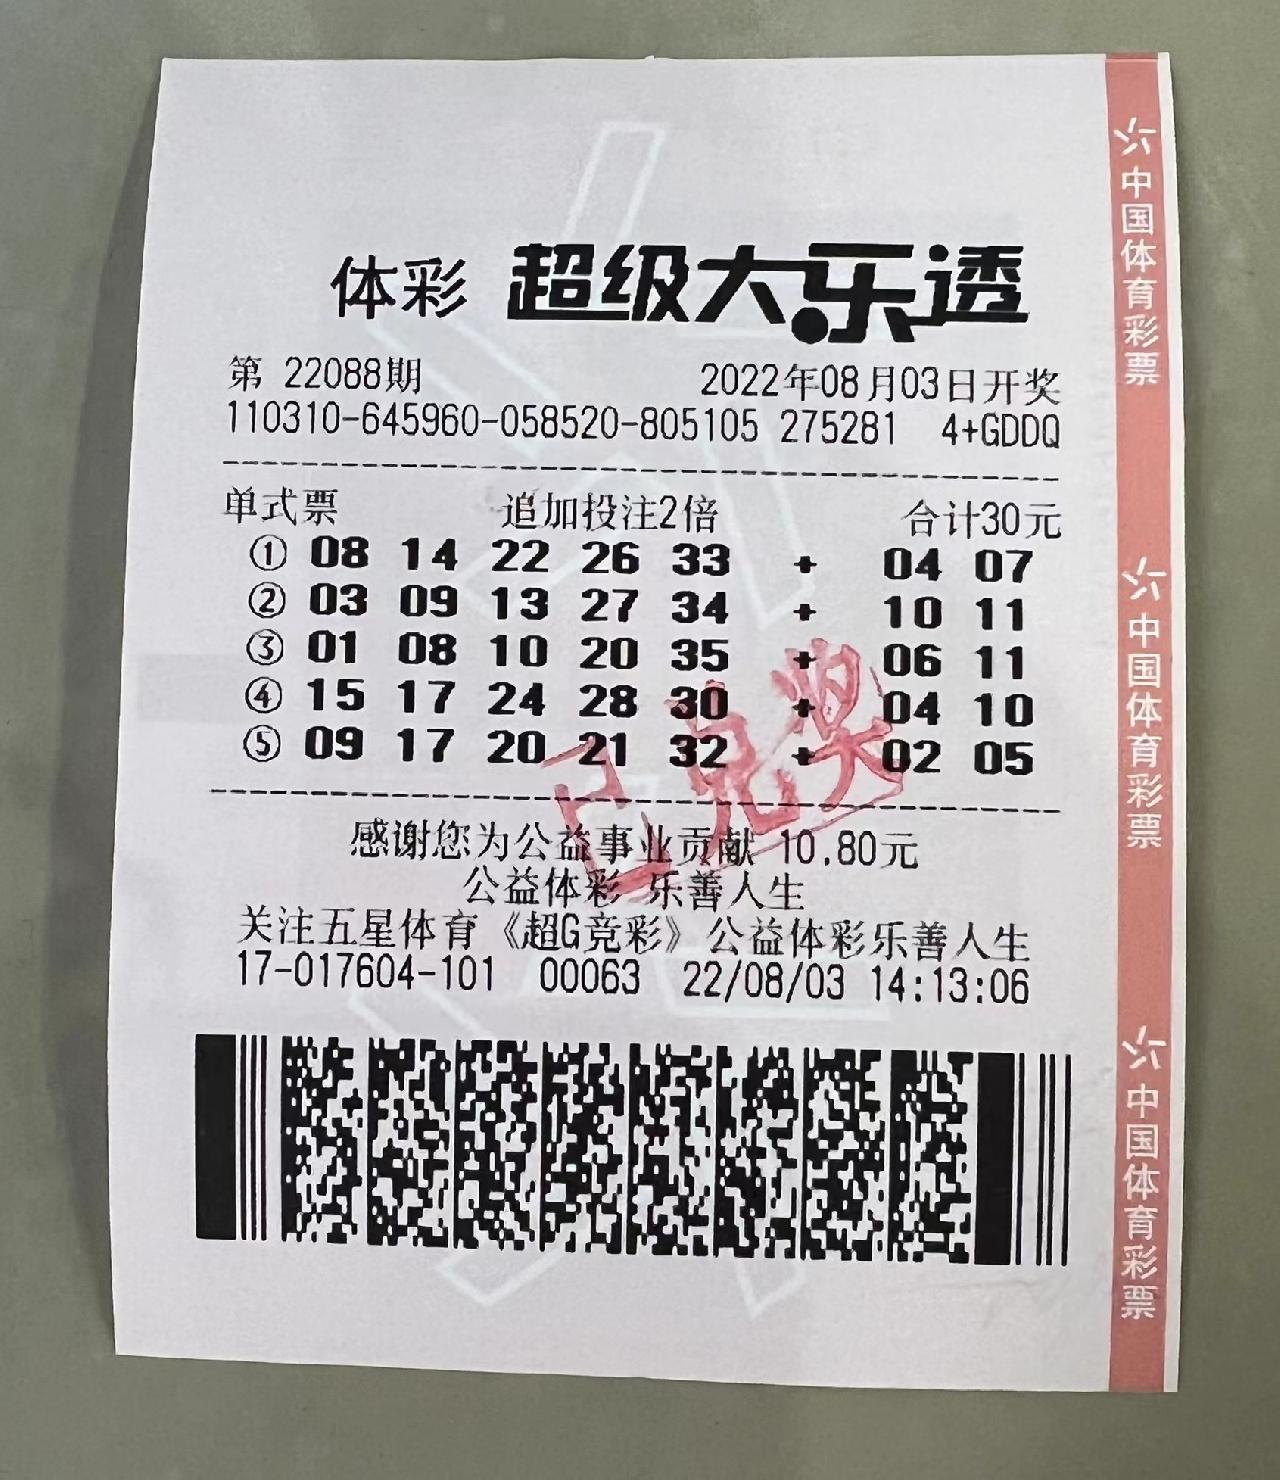 体彩 超级大乐透
第 22088期 2022年08月03日开奖
110310-645960-058520-805105 275281 4+GDDQ
单式票 追加投注2倍 合计30元
① 08 14 22 26 33 + 04 07
② 03 09 13 27 34 + 10 11
③ 01 08 10 20 35 + 06 11
④ 15 17 24 28 30 + 04 10
⑤ 09 17 20 21 32 + 02 05
已兑奖
感谢您为公益事业贡献 10.80元
公益体彩 乐善人生
关注五星体育《超G竞彩》公益体彩乐善人生
17-017604-101 00063 22/08/03 14:13:06
中国体育彩票
中国体育彩票
中国体育彩票